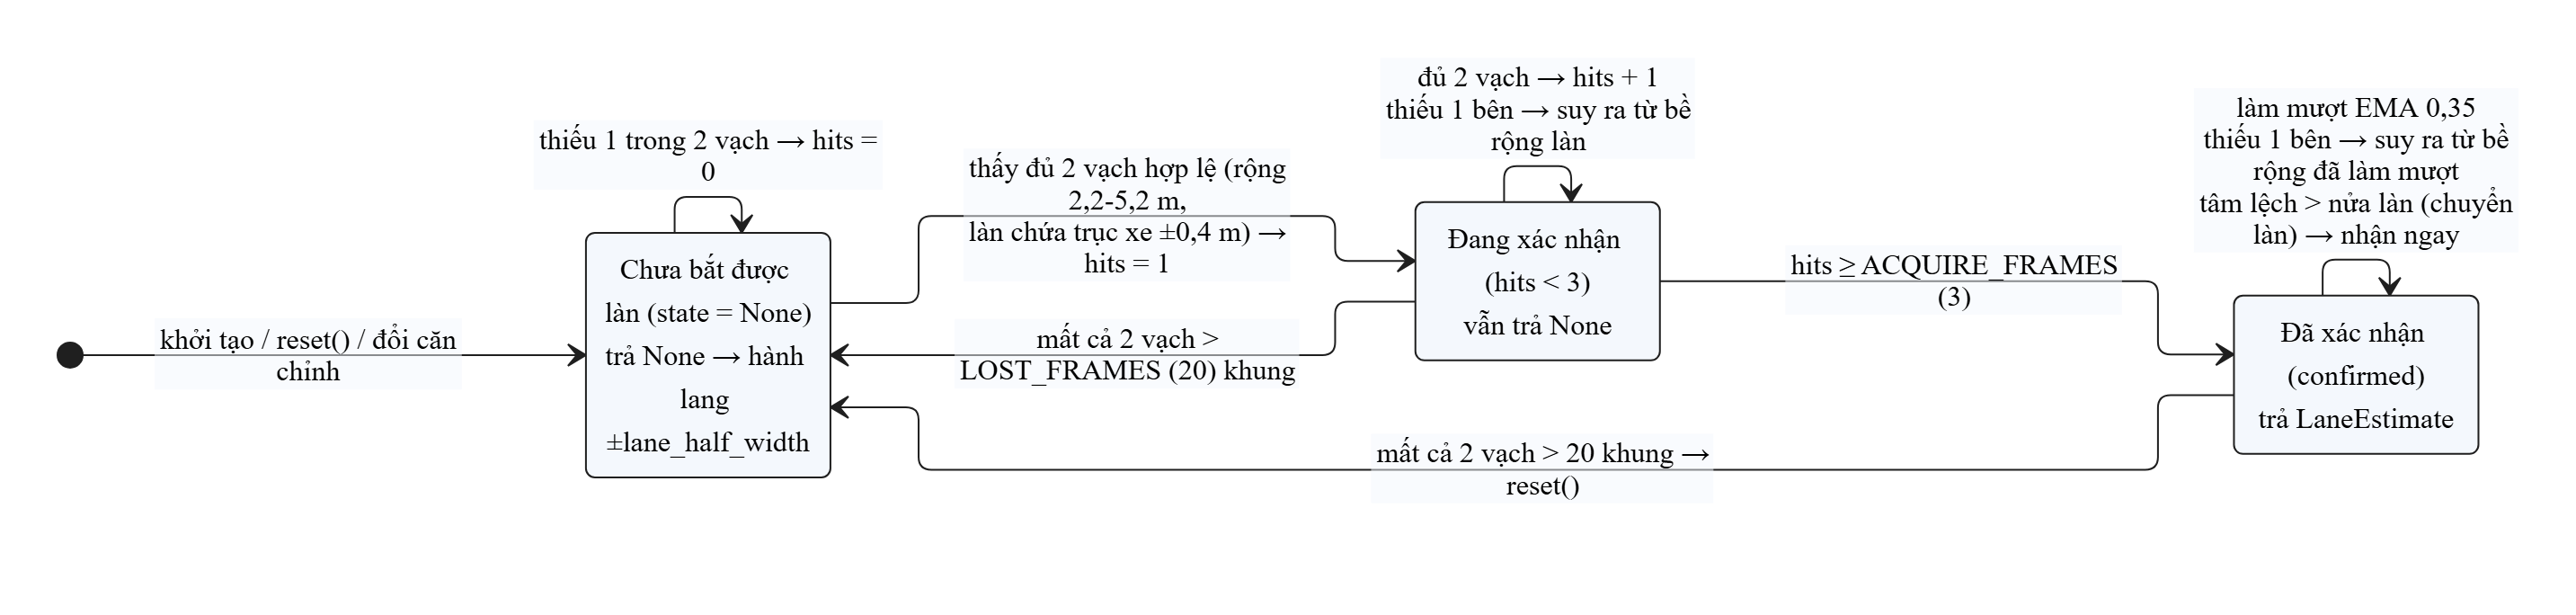 khởi tạo / reset() / đổi căn
chỉnh
thiếu 1 trong 2 vạch → hits =
0
Chưa bắt được
làn (state = None)
trả None → hành
lang
±lane_half_width
thấy đủ 2 vạch hợp lệ (rộng
2,2-5,2 m,
làn chứa trục xe ±0,4 m) →
hits = 1
mất cả 2 vạch >
LOST_FRAMES (20) khung
đủ 2 vạch → hits + 1
thiếu 1 bên → suy ra từ bề
rộng làn
Đang xác nhận
(hits < 3)
vẫn trả None
hits ≥ ACQUIRE_FRAMES
(3)
mất cả 2 vạch > 20 khung →
reset()
làm mượt EMA 0,35
thiếu 1 bên → suy ra từ bề
rộng đã làm mượt
tâm lệch > nửa làn (chuyển
làn) → nhận ngay
Đã xác nhận
(confirmed)
trả LaneEstimate